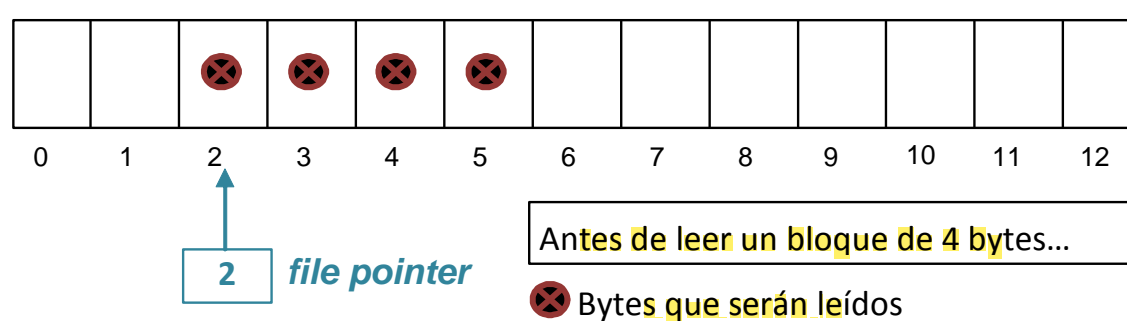 0 1 2 3 4 5 6 7 8 9 10 11 12
Antes de leer un bloque de 4 bytes...
2 file pointer
Bytes que serán leídos